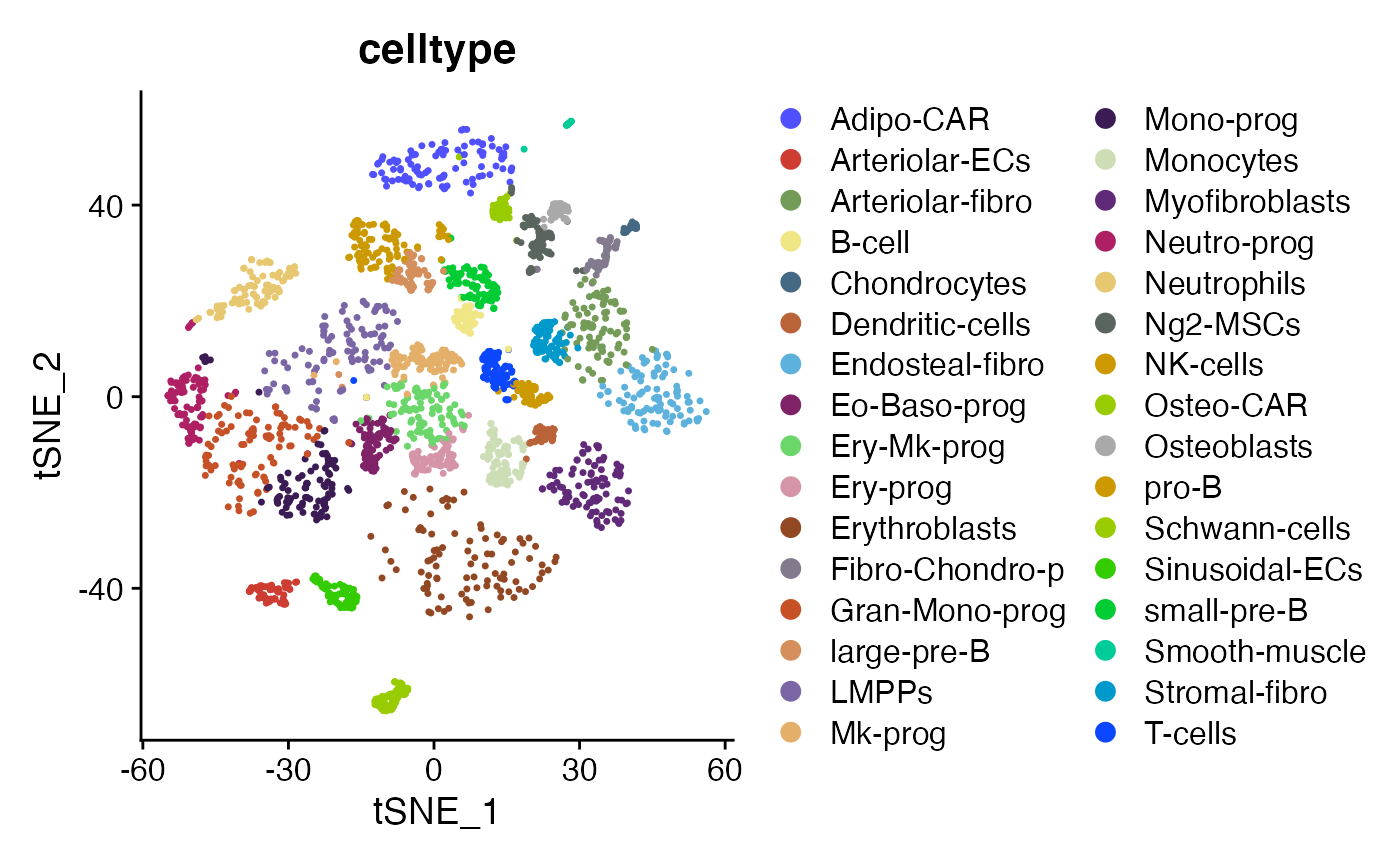 celltype
40
0
-40
-60
-30
0
30
60
tSNE_2
tSNE_1
Adipo-CAR
Arteriolar-ECs
Arteriolar-fibro
B-cell
Chondrocytes
Dendritic-cells
Endosteal-fibro
Eo-Baso-prog
Ery-Mk-prog
Ery-prog
Erythroblasts
Fibro-Chondro-p
Gran-Mono-prog
large-pre-B
LMPPs
Mk-prog
Mono-prog
Monocytes
Myofibroblasts
Neutro-prog
Neutrophils
Ng2-MSCs
NK-cells
Osteo-CAR
Osteoblasts
pro-B
Schwann-cells
Sinusoidal-ECs
small-pre-B
Smooth-muscle
Stromal-fibro
T-cells